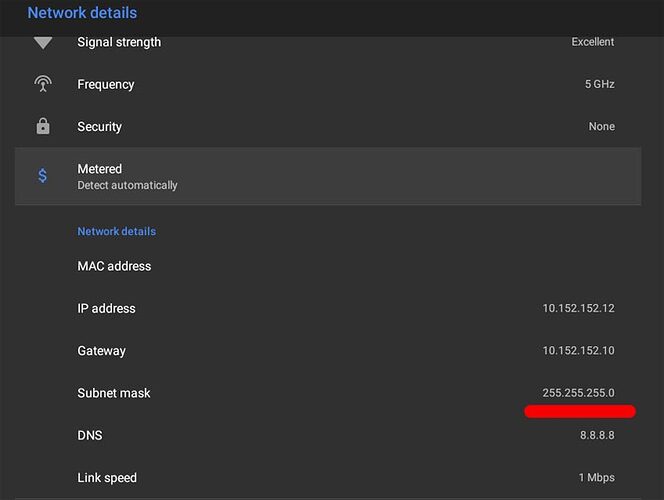 Network details
Signal strength Excellent
Frequency 5 GHz
Security None
Metered
Detect automatically
Network details
MAC address
IP address 10.152.152.12
Gateway 10.152.152.10
Subnet mask 255.255.255.0
DNS 8.8.8.8
Link speed 1 Mbps